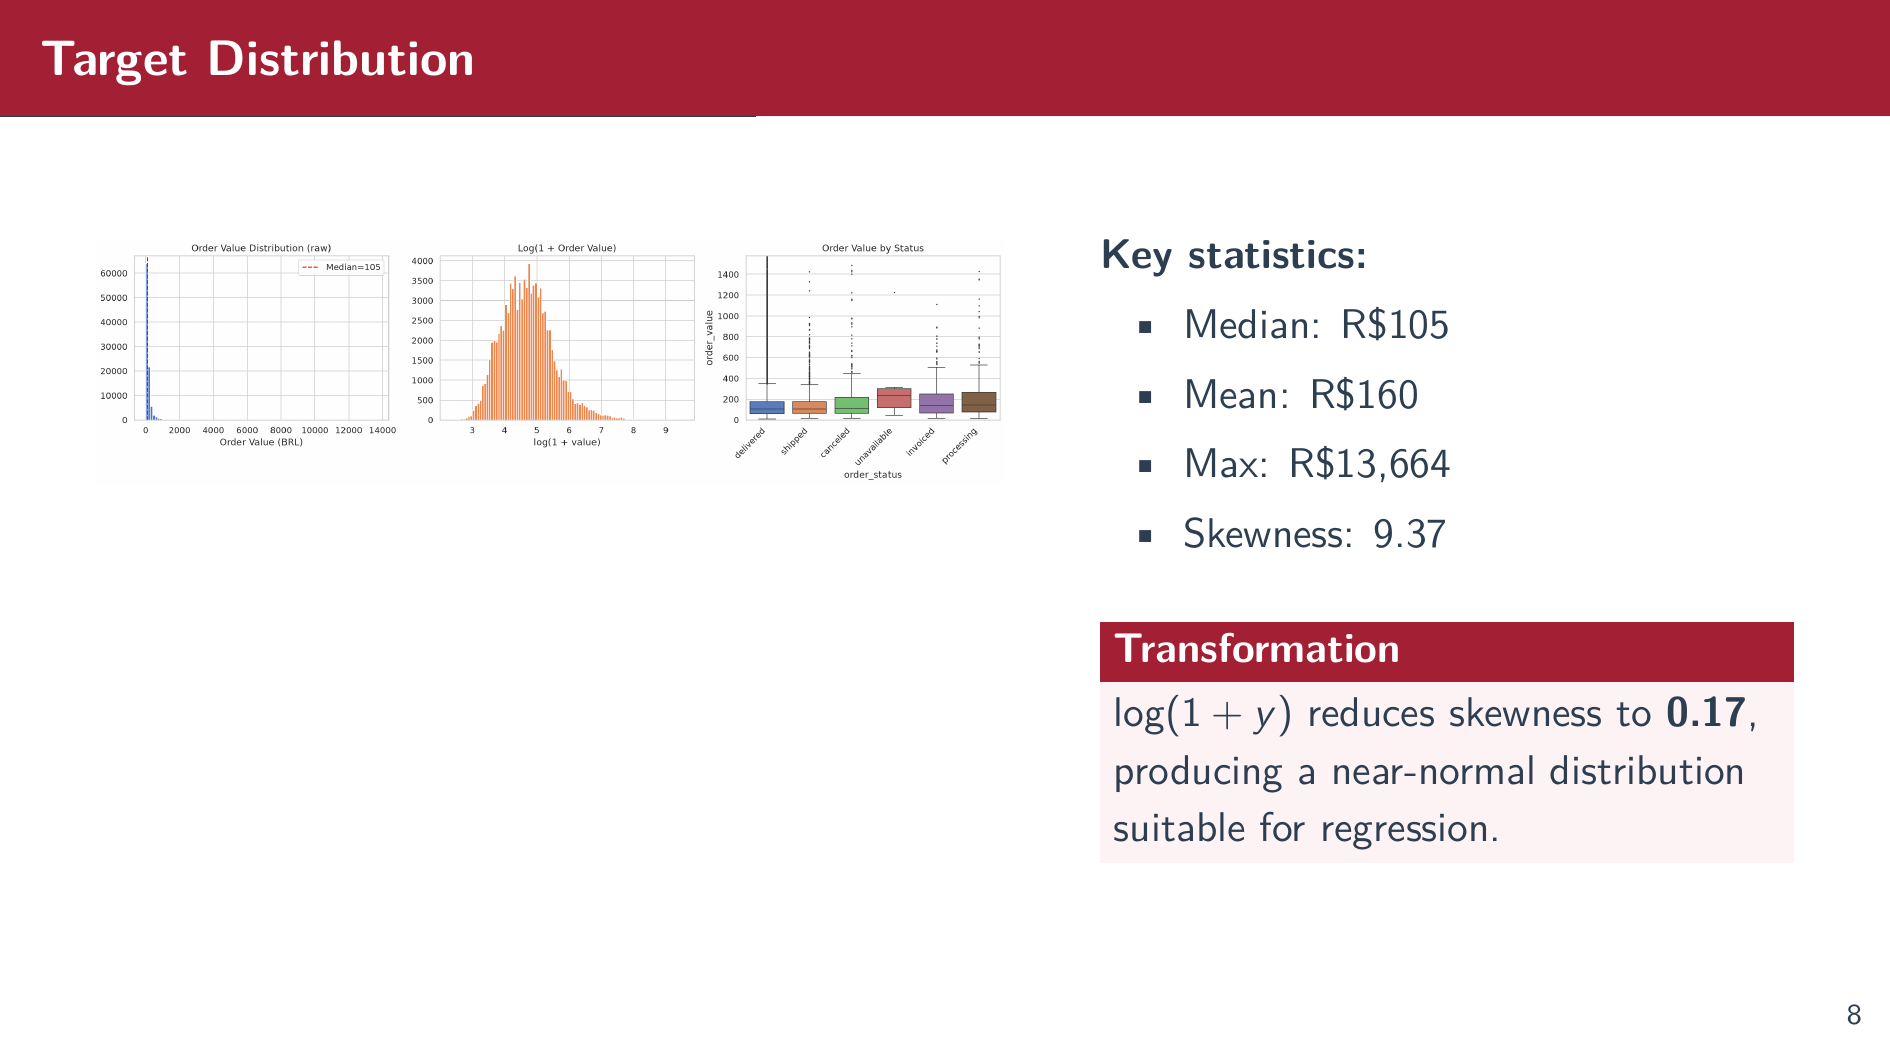 Target Distribution
Order Value Distribution (raw)
Median=105
60000
50000
40000
30000
20000
10000
0
0 2000 4000 6000 8000 10000 12000 14000
Order Value (BRL)
Log(1 + Order Value)
4000
3500
3000
2500
2000
1500
1000
500
0
3 4 5 6 7 8 9
log(1 + value)
Order Value by Status
order_value
1400
1200
1000
800
600
400
200
0
delivered shipped canceled unavailable invoiced processing
order_status
Key statistics:
▪ Median: R$105
▪ Mean: R$160
▪ Max: R$13,664
▪ Skewness: 9.37
Transformation
log(1 + y) reduces skewness to 0.17,
producing a near-normal distribution
suitable for regression.
8